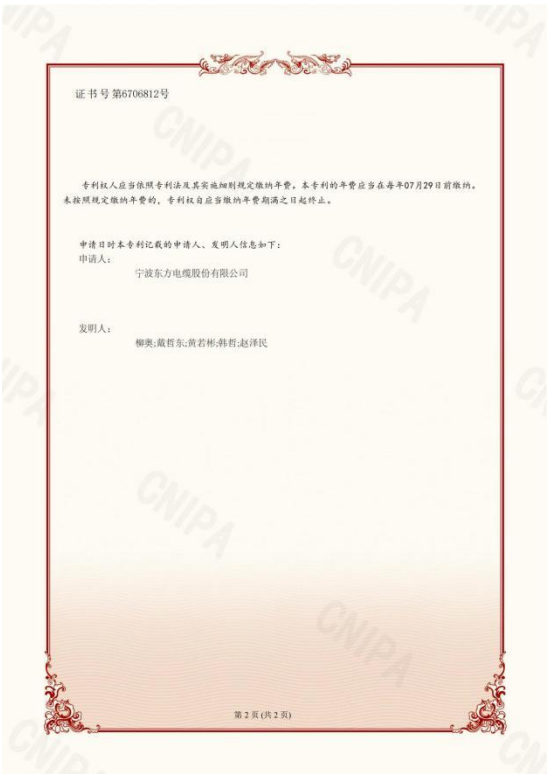 证书号第6706812号
专利权人应当依照专利法及其实施细则规定缴纳年费。本专利的年费应当在每年07月29日前缴纳。
未按照规定缴纳年费的，专利权自应当缴纳年费期满之日起终止。
申请日时本专利记载的申请人、发明人信息如下：
申请人：
宁波东方电缆股份有限公司
发明人：
柳奥;戴哲东;黄若彬;韩哲;赵泽民
第 2 页 (共 2 页)
CNIPA
CNIPA
CNIPA
CNIPA